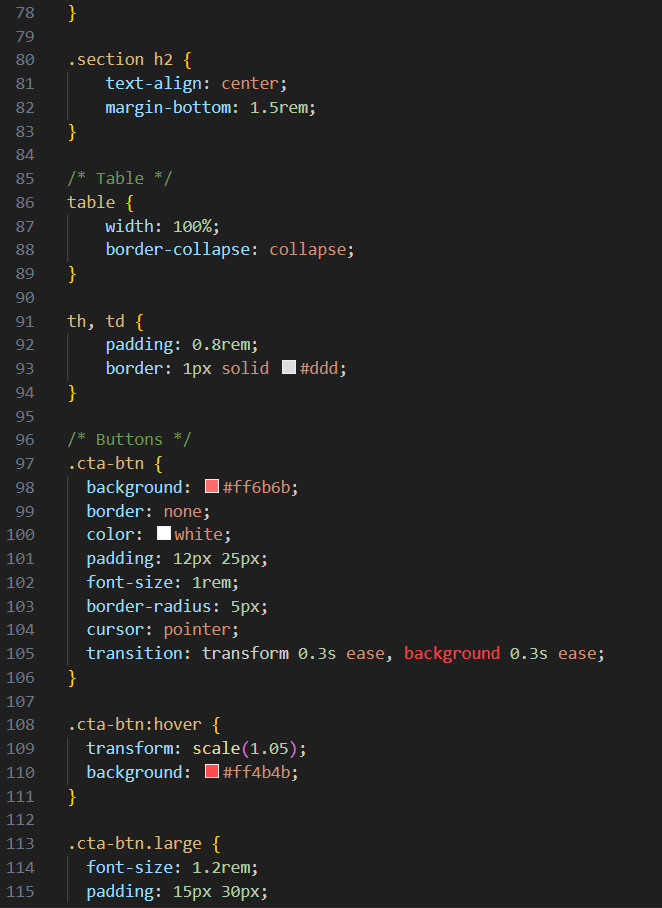 78 }
79
80 .section h2 {
81     text-align: center;
82     margin-bottom: 1.5rem;
83 }
84
85 /* Table */
86 table {
87     width: 100%;
88     border-collapse: collapse;
89 }
90
91 th, td {
92     padding: 0.8rem;
93     border: 1px solid #ddd;
94 }
95
96 /* Buttons */
97 .cta-btn {
98   background: #ff6b6b;
99   border: none;
100   color: white;
101   padding: 12px 25px;
102   font-size: 1rem;
103   border-radius: 5px;
104   cursor: pointer;
105   transition: transform 0.3s ease, background 0.3s ease;
106 }
107
108 .cta-btn:hover {
109   transform: scale(1.05);
110   background: #ff4b4b;
111 }
112
113 .cta-btn.large {
114   font-size: 1.2rem;
115   padding: 15px 30px;